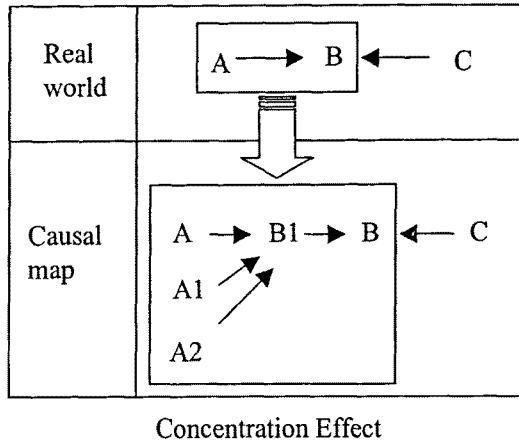 Real
world
A B C
Causal
map
A B1 B C
A1
A2
Concentration Effect